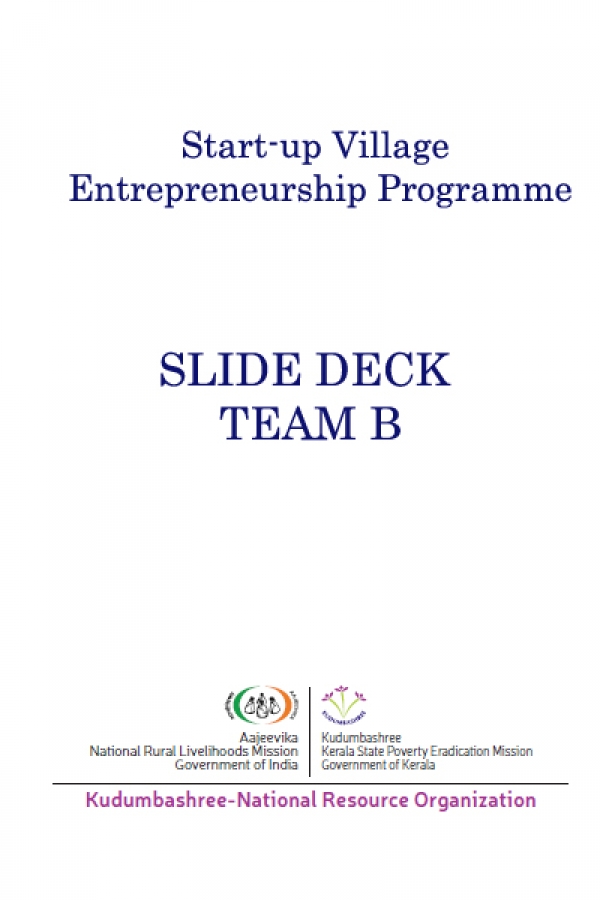 Start-up Village
Entrepreneurship Programme
SLIDE DECK
TEAM B
KUDUMBASHREE
Aajeevika
National Rural Livelihoods Mission
Government of India
Kudumbashree
Kerala State Poverty Eradication Mission
Government of Kerala
Kudumbashree-National Resource Organization